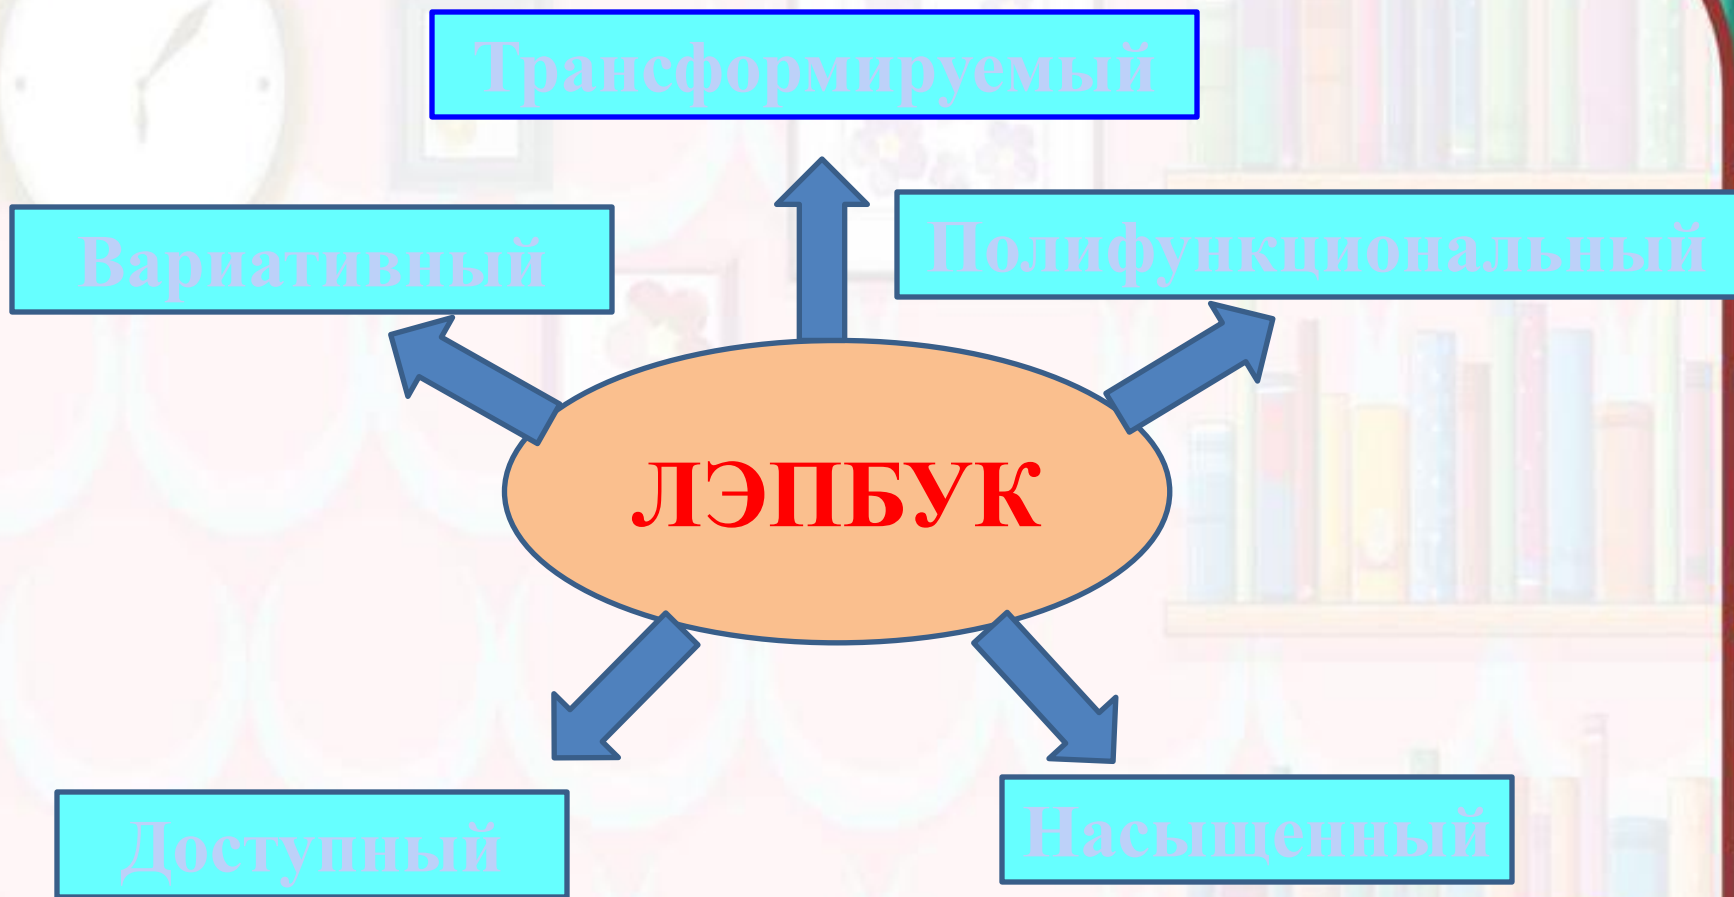 Трансформируемый
Вариативный
Полифункциональный
ЛЭПБУК
Доступный
Насыщенный